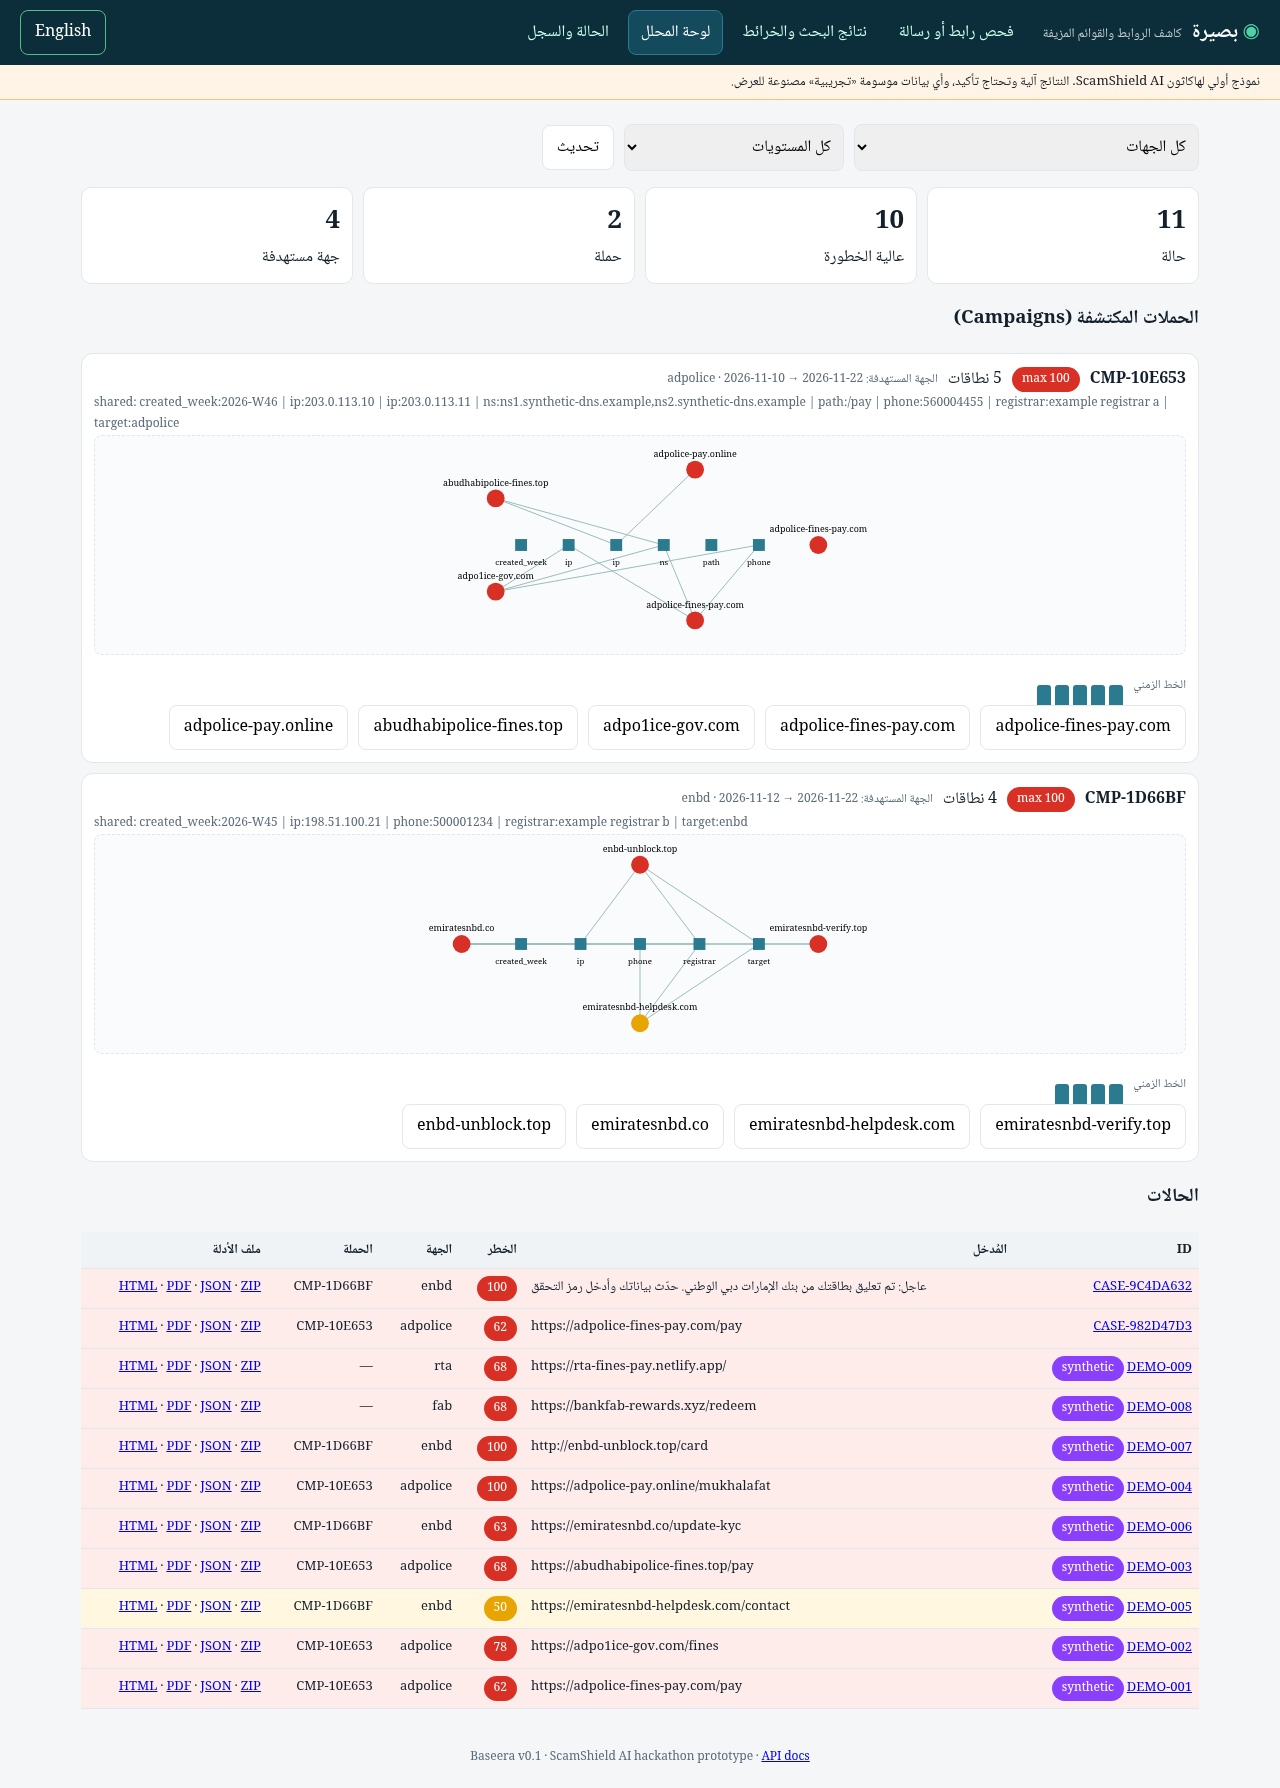 ◉ بصيرة كاشف الروابط والقوائم المزيفة فحص رابط أو رسالة نتائج البحث والخرائط لوحة المحلل الحالة والسجل English
نموذج أولي لهاكاثون ScamShield AI. النتائج آلية وتحتاج تأكيد، وأي بيانات موسومة «تجريبية» مصنوعة للعرض.
كل الجهات كل المستويات تحديث
11 10 2 4
حالة عالية الخطورة حملة جهة مستهدفة
الحملات المكتشفة (Campaigns)
CMP-10E653 max 100 5 نطاقات الجهة المستهدفة: adpolice · 2026-11-10 → 2026-11-22
shared: created_week:2026-W46 | ip:203.0.113.10 | ip:203.0.113.11 | ns:ns1.synthetic-dns.example,ns2.synthetic-dns.example | path:/pay | phone:560004455 | registrar:example registrar a |
target:adpolice
adpolice-pay.online
abudhabipolice-fines.top
adpolice-fines-pay.com
created_week ip ip ns path phone
adpo1ice-gov.com
adpolice-fines-pay.com
الخط الزمني
adpolice-fines-pay.com adpolice-fines-pay.com adpo1ice-gov.com abudhabipolice-fines.top adpolice-pay.online
CMP-1D66BF max 100 4 نطاقات الجهة المستهدفة: enbd · 2026-11-12 → 2026-11-22
shared: created_week:2026-W45 | ip:198.51.100.21 | phone:500001234 | registrar:example registrar b | target:enbd
enbd-unblock.top
emiratesnbd.co emiratesnbd-verify.top
created_week ip phone registrar target
emiratesnbd-helpdesk.com
الخط الزمني
emiratesnbd-verify.top emiratesnbd-helpdesk.com emiratesnbd.co enbd-unblock.top
الحالات
ID المُدخل الخطر الجهة الحملة ملف الأدلة
CASE-9C4DA632 عاجل: تم تعليق بطاقتك من بنك الإمارات دبي الوطني. حدّث بياناتك وأدخل رمز التحقق 100 enbd CMP-1D66BF HTML · PDF · JSON · ZIP
CASE-982D47D3 https://adpolice-fines-pay.com/pay 62 adpolice CMP-10E653 HTML · PDF · JSON · ZIP
DEMO-009 synthetic https://rta-fines-pay.netlify.app/ 68 rta — HTML · PDF · JSON · ZIP
DEMO-008 synthetic https://bankfab-rewards.xyz/redeem 68 fab — HTML · PDF · JSON · ZIP
DEMO-007 synthetic http://enbd-unblock.top/card 100 enbd CMP-1D66BF HTML · PDF · JSON · ZIP
DEMO-004 synthetic https://adpolice-pay.online/mukhalafat 100 adpolice CMP-10E653 HTML · PDF · JSON · ZIP
DEMO-006 synthetic https://emiratesnbd.co/update-kyc 63 enbd CMP-1D66BF HTML · PDF · JSON · ZIP
DEMO-003 synthetic https://abudhabipolice-fines.top/pay 68 adpolice CMP-10E653 HTML · PDF · JSON · ZIP
DEMO-005 synthetic https://emiratesnbd-helpdesk.com/contact 50 enbd CMP-1D66BF HTML · PDF · JSON · ZIP
DEMO-002 synthetic https://adpo1ice-gov.com/fines 78 adpolice CMP-10E653 HTML · PDF · JSON · ZIP
DEMO-001 synthetic https://adpolice-fines-pay.com/pay 62 adpolice CMP-10E653 HTML · PDF · JSON · ZIP
Baseera v0.1 · ScamShield AI hackathon prototype · API docs